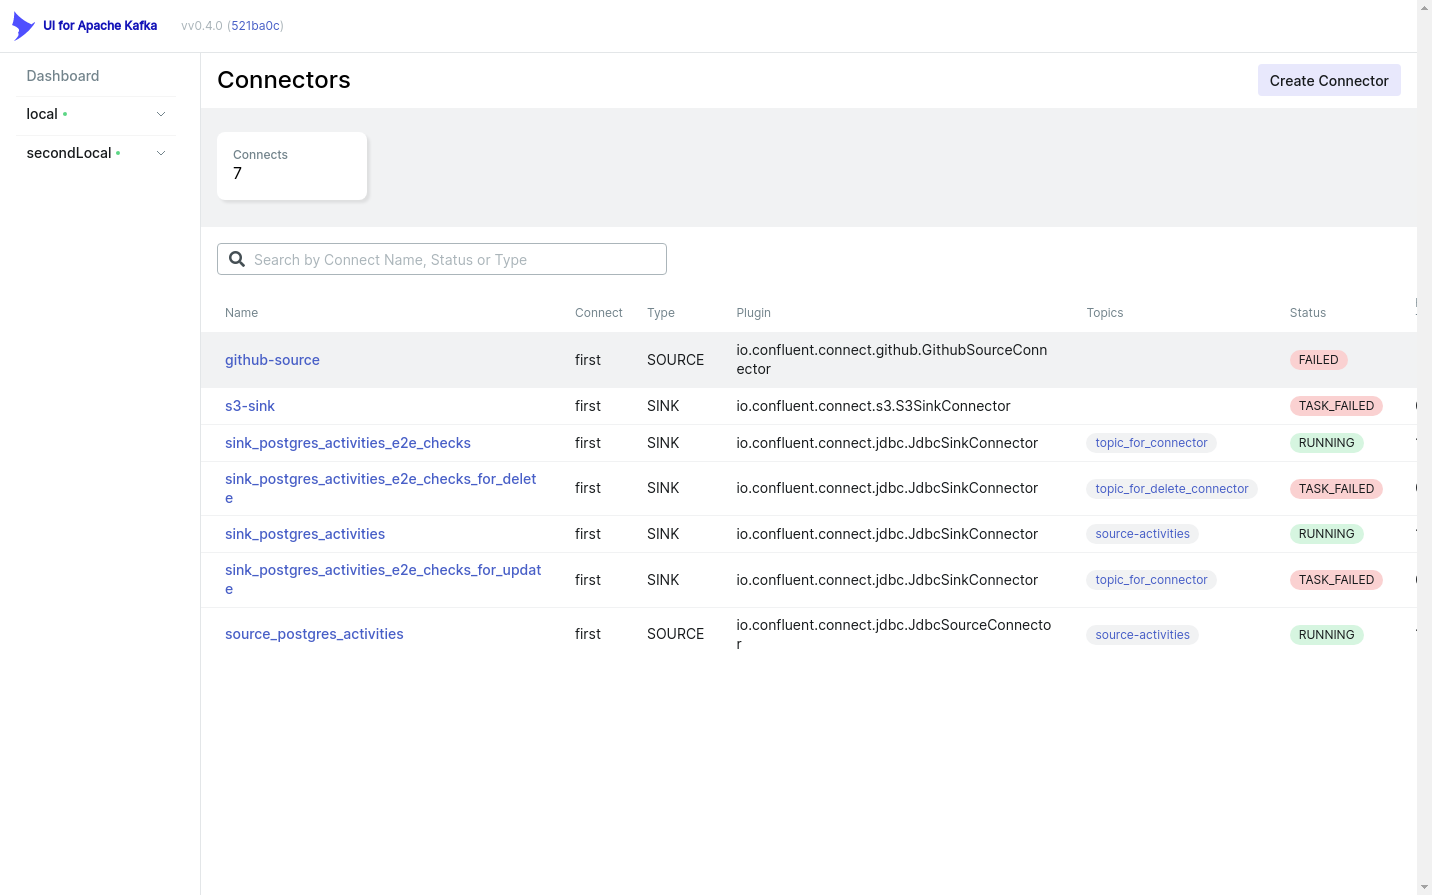 UI for Apache Kafka
vv0.4.0 (521ba0c)
Dashboard
local
secondLocal
Connectors
Create Connector
Connects
7
Search by Connect Name, Status or Type
Name Connect Type Plugin Topics Status
github-source first SOURCE io.confluent.connect.github.GithubSourceConn
ector FAILED
s3-sink first SINK io.confluent.connect.s3.S3SinkConnector TASK_FAILED
sink_postgres_activities_e2e_checks first SINK io.confluent.connect.jdbc.JdbcSinkConnector topic_for_connector RUNNING
sink_postgres_activities_e2e_checks_for_delet
e first SINK io.confluent.connect.jdbc.JdbcSinkConnector topic_for_delete_connector TASK_FAILED
sink_postgres_activities first SINK io.confluent.connect.jdbc.JdbcSinkConnector source-activities RUNNING
sink_postgres_activities_e2e_checks_for_updat
e first SINK io.confluent.connect.jdbc.JdbcSinkConnector topic_for_connector TASK_FAILED
source_postgres_activities first SOURCE io.confluent.connect.jdbc.JdbcSourceConnecto
r source-activities RUNNING